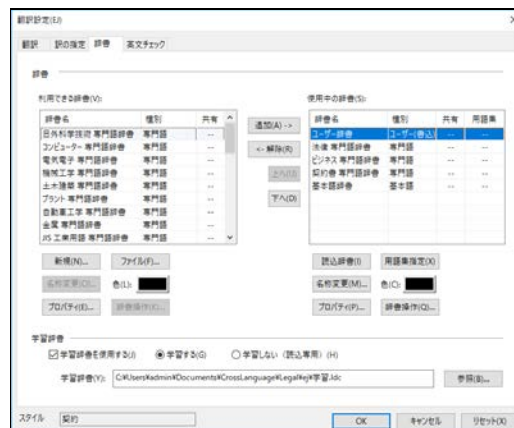 翻訳設定(EJ)
翻訳 訳の指定 辞書 英文チェック
辞書
利用できる辞書(V):
辞書名 種別 共有
日外科学技術 専門語辞書 専門語 --
コンピューター 専門語辞書 専門語 --
電気電子 専門語辞書 専門語 --
機械工学 専門語辞書 専門語 --
土木建築 専門語辞書 専門語 --
プラント 専門語辞書 専門語 --
自動車工学 専門語辞書 専門語 --
金属 専門語辞書 専門語 --
JIS 工業用語 専門語辞書 専門語 --
追加(A) ->
<- 解除(R)
上へ(U)
下へ(D)
使用中の辞書(S):
辞書名 種別 共有 用語集
ユーザー辞書 ユーザー(書込) -- --
法律 専門語辞書 専門語 -- --
ビジネス 専門語辞書 専門語 -- --
契約書 専門語辞書 専門語 -- --
基本語辞書 基本語 -- --
新規(N)... ファイル(F)...
名称変更(O)... 色(L):
プロパティ(E)... 辞書操作(K)...
読込辞書(I) 用語集指定(X)
名称変更(M)... 色(C):
プロパティ(P)... 辞書操作(Q)...
学習辞書
学習辞書を使用する(J) 学習する(G) 学習しない（読込専用）(H)
学習辞書(Y): C:¥Users¥admin¥Documents¥CrossLanguage¥Legal¥ej¥学習.ldc 参照(B)...
スタイル 契約 OK キャンセル リセット(X)